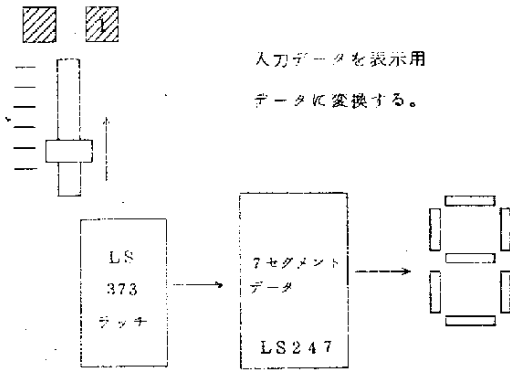 1
入力データを表示用
データに変換する。
LS
373
ラッチ
7セグメント
データ
LS247